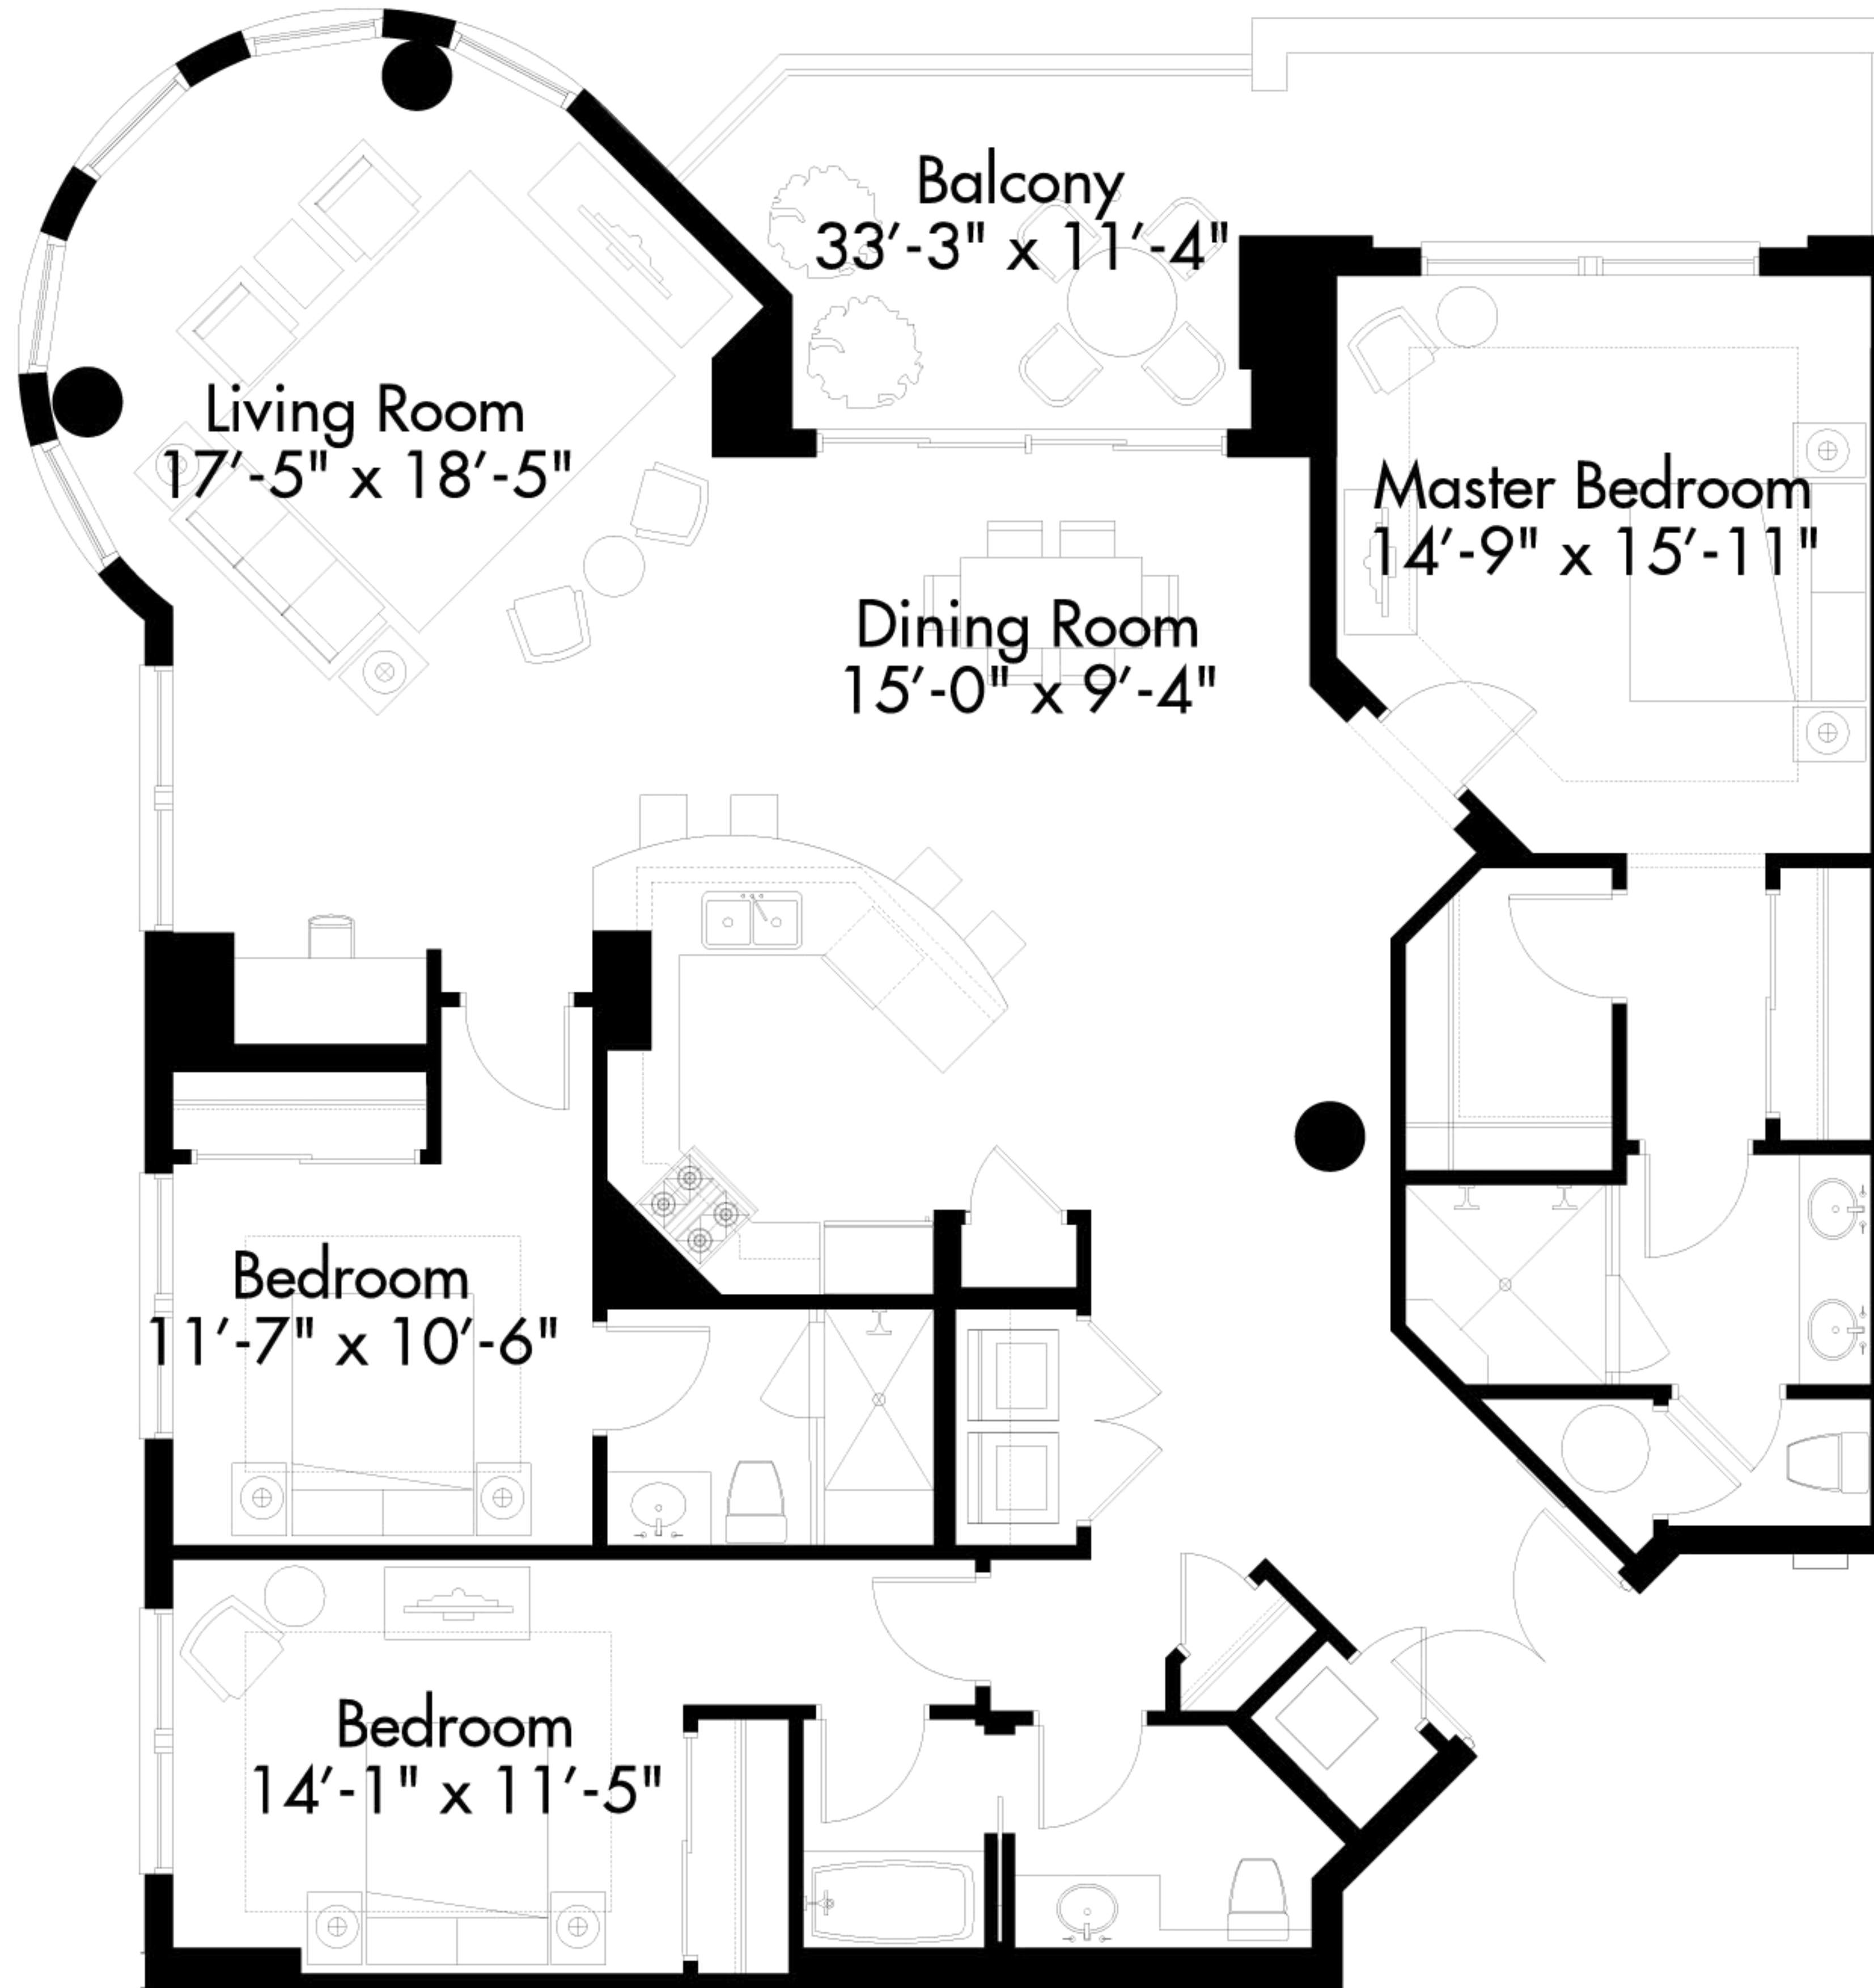 Balcony
33′-3" x 11′-4"
Living Room
17′-5" x 18′-5"
Master Bedroom
14′-9" x 15′-11"
Dining Room
15′-0" x 9′-4"
Bedroom
11′-7" x 10′-6"
Bedroom
14′-1" x 11′-5"